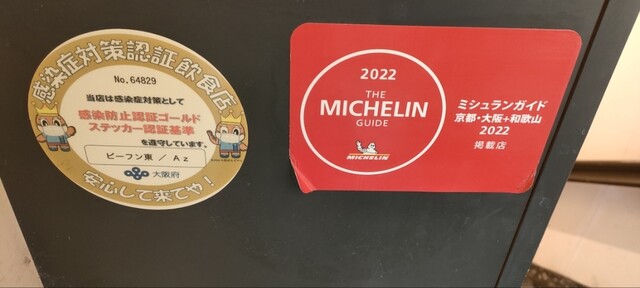 感染症対策認証飲食店
No.64829
当店は感染症対策として
感染防止認証ゴールド
ステッカー認証基準
を遵守しています。
ビーフン東 / Az
大阪府
安心して来てや!
2022
THE
MICHELIN
GUIDE
MICHELIN
ミシュランガイド
京都・大阪+和歌山
2022
掲載店